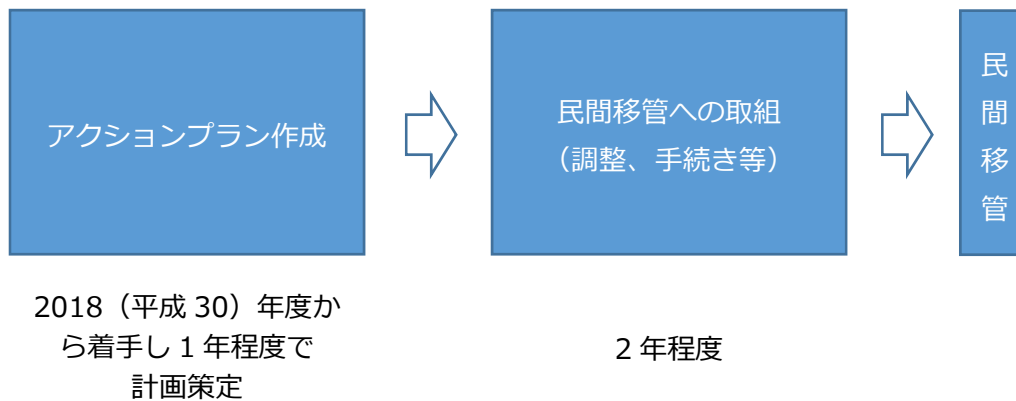 アクションプラン作成
民間移管への取組
（調整、手続き等）
民
間
移
管
2018（平成 30）年度か
ら着手し 1 年程度で
計画策定
2 年程度